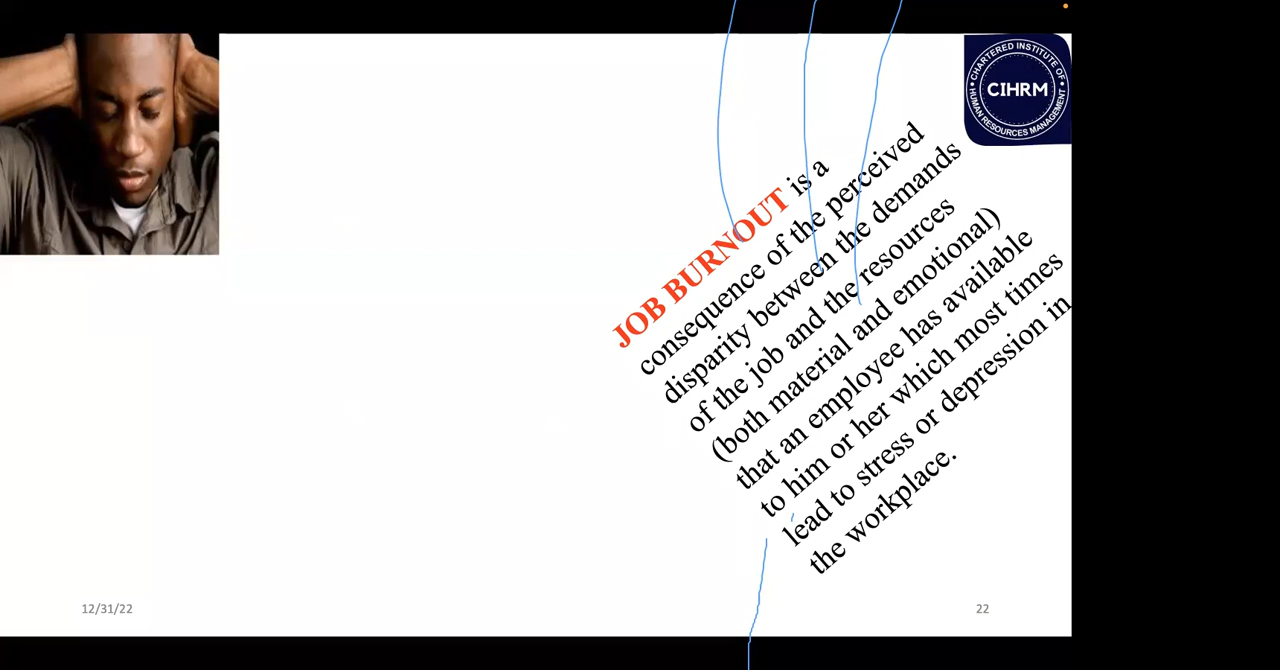 CHARTERED INSTITUTE OF
CIHRM
HUMAN RESOURCES MANAGEMENT
JOB BURNOUT is a
consequence of the perceived
disparity between the demands
of the job and the resources
(both material and emotional)
that an employee has available
to him or her which most times
lead to stress or depression in
the workplace.
12/31/22
22